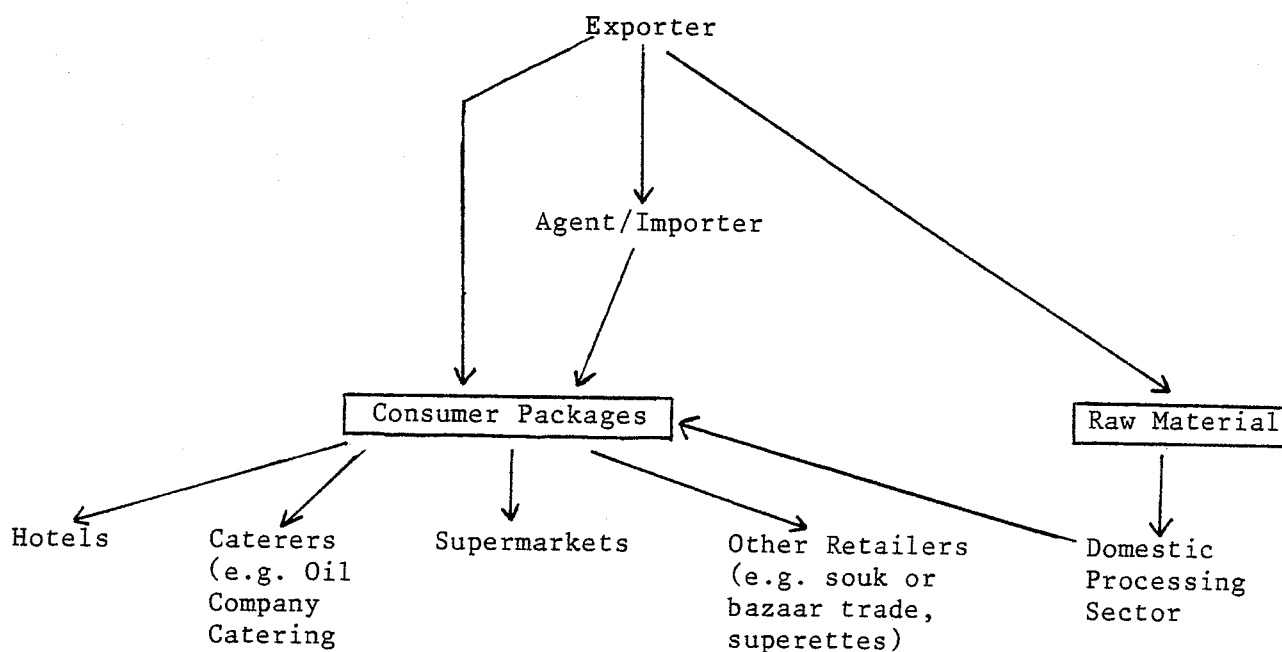 Exporter
Agent/Importer
Consumer Packages
Raw Material
Hotels
Caterers
(e.g. Oil
Company
Catering
Supermarkets
Other Retailers
(e.g. souk or
bazaar trade,
superettes)
Domestic
Processing
Sector